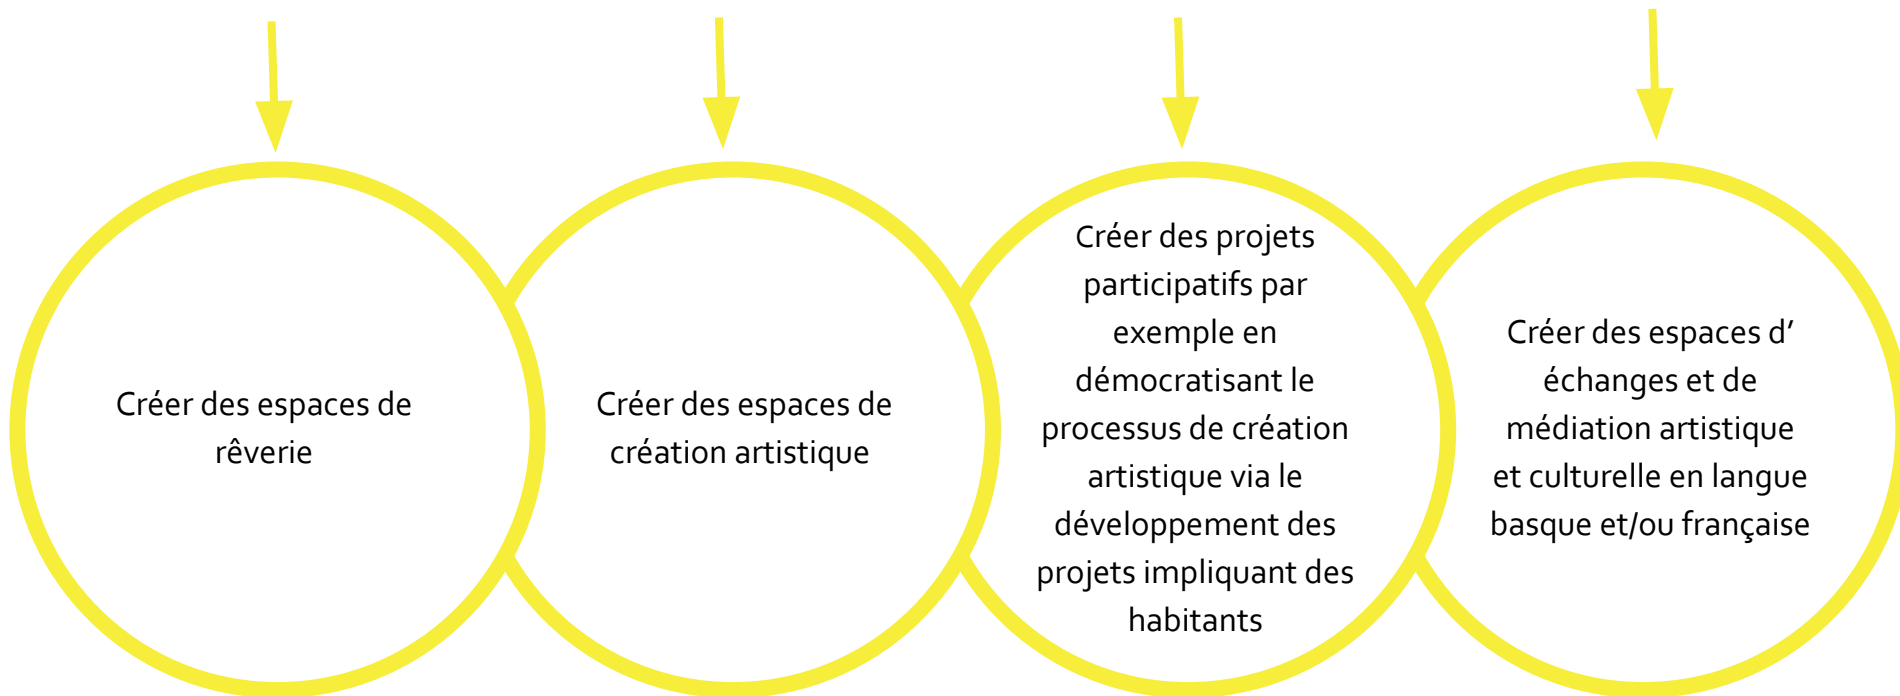 Créer des espaces de
rêverie
Créer des espaces de
création artistique
Créer des projets
participatifs par
exemple en
démocratisant le
processus de création
artistique via le
développement des
projets impliquant des
habitants
Créer des espaces d’
échanges et de
médiation artistique
et culturelle en langue
basque et/ou française